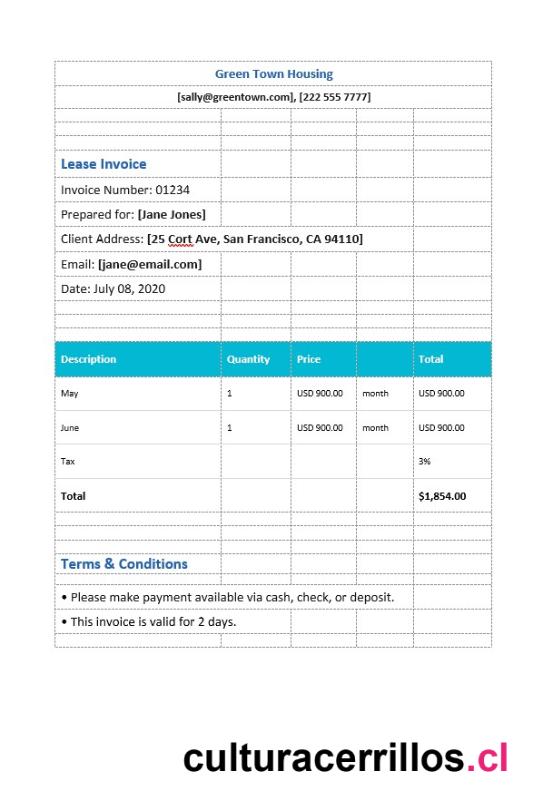 Green Town Housing
[sally@greentown.com], [222 555 7777]
Lease Invoice
Invoice Number: 01234
Prepared for: [Jane Jones]
Client Address: [25 Cort Ave, San Francisco, CA 94110]
Email: [jane@email.com]
Date: July 08, 2020
Description Quantity Price Total
May 1 USD 900.00 month USD 900.00
June 1 USD 900.00 month USD 900.00
Tax 3%
Total $1,854.00
Terms & Conditions
• Please make payment available via cash, check, or deposit.
• This invoice is valid for 2 days.
culturacerrillos.cl